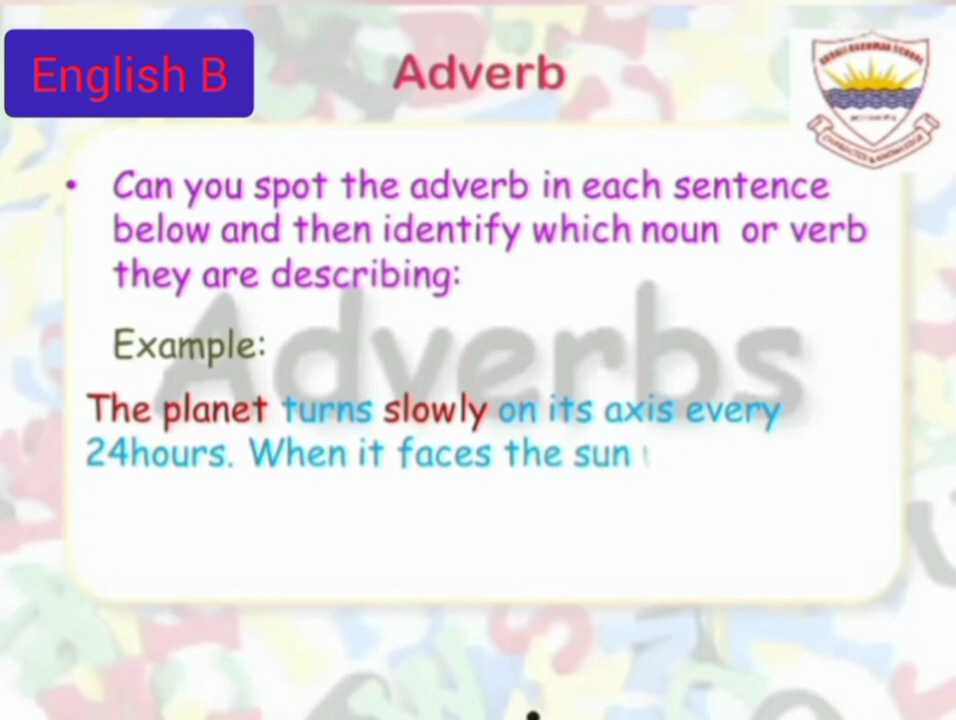 English B
Adverb
• Can you spot the adverb in each sentence
below and then identify which noun or verb
they are describing:
Adverbs
Example:
The planet turns slowly on its axis every
24hours. When it faces the sun